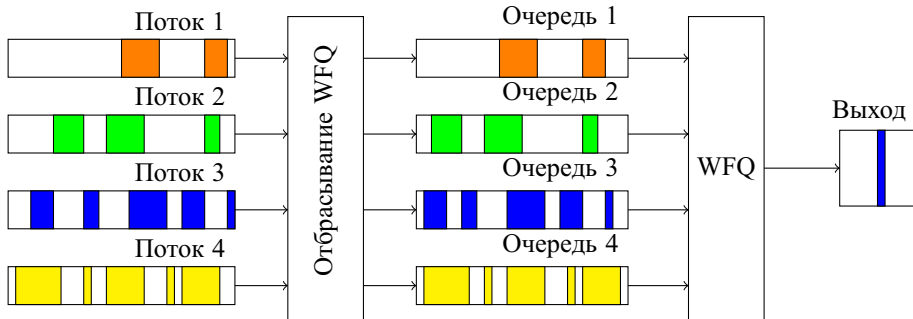 Поток 1
Очередь 1
Поток 2
Очередь 2
Поток 3
Очередь 3
Поток 4
Очередь 4
Отбрасывание WFQ
WFQ
Выход